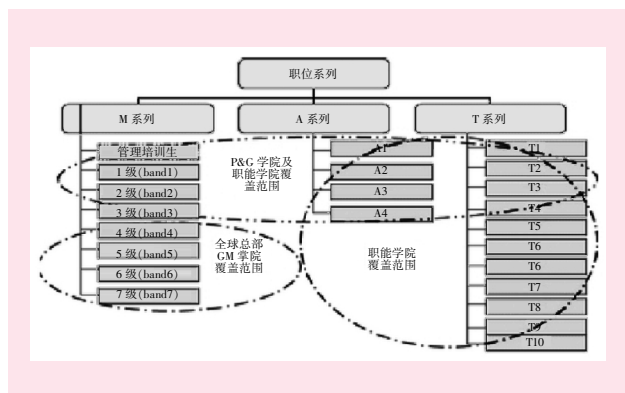 职位系列
M 系列
A 系列
T 系列
管理培训生
1 级(band1)
2 级(band2)
3 级(band3)
4 级(band4)
5 级(band5)
6 级(band6)
7 级(band7)
P&G 学院及
职能学院覆
盖范围
全球总部
GM 掌院
覆盖范围
A1
A2
A3
A4
职能学院
覆盖范围
T1
T2
T3
T4
T5
T6
T6
T7
T8
T9
T10